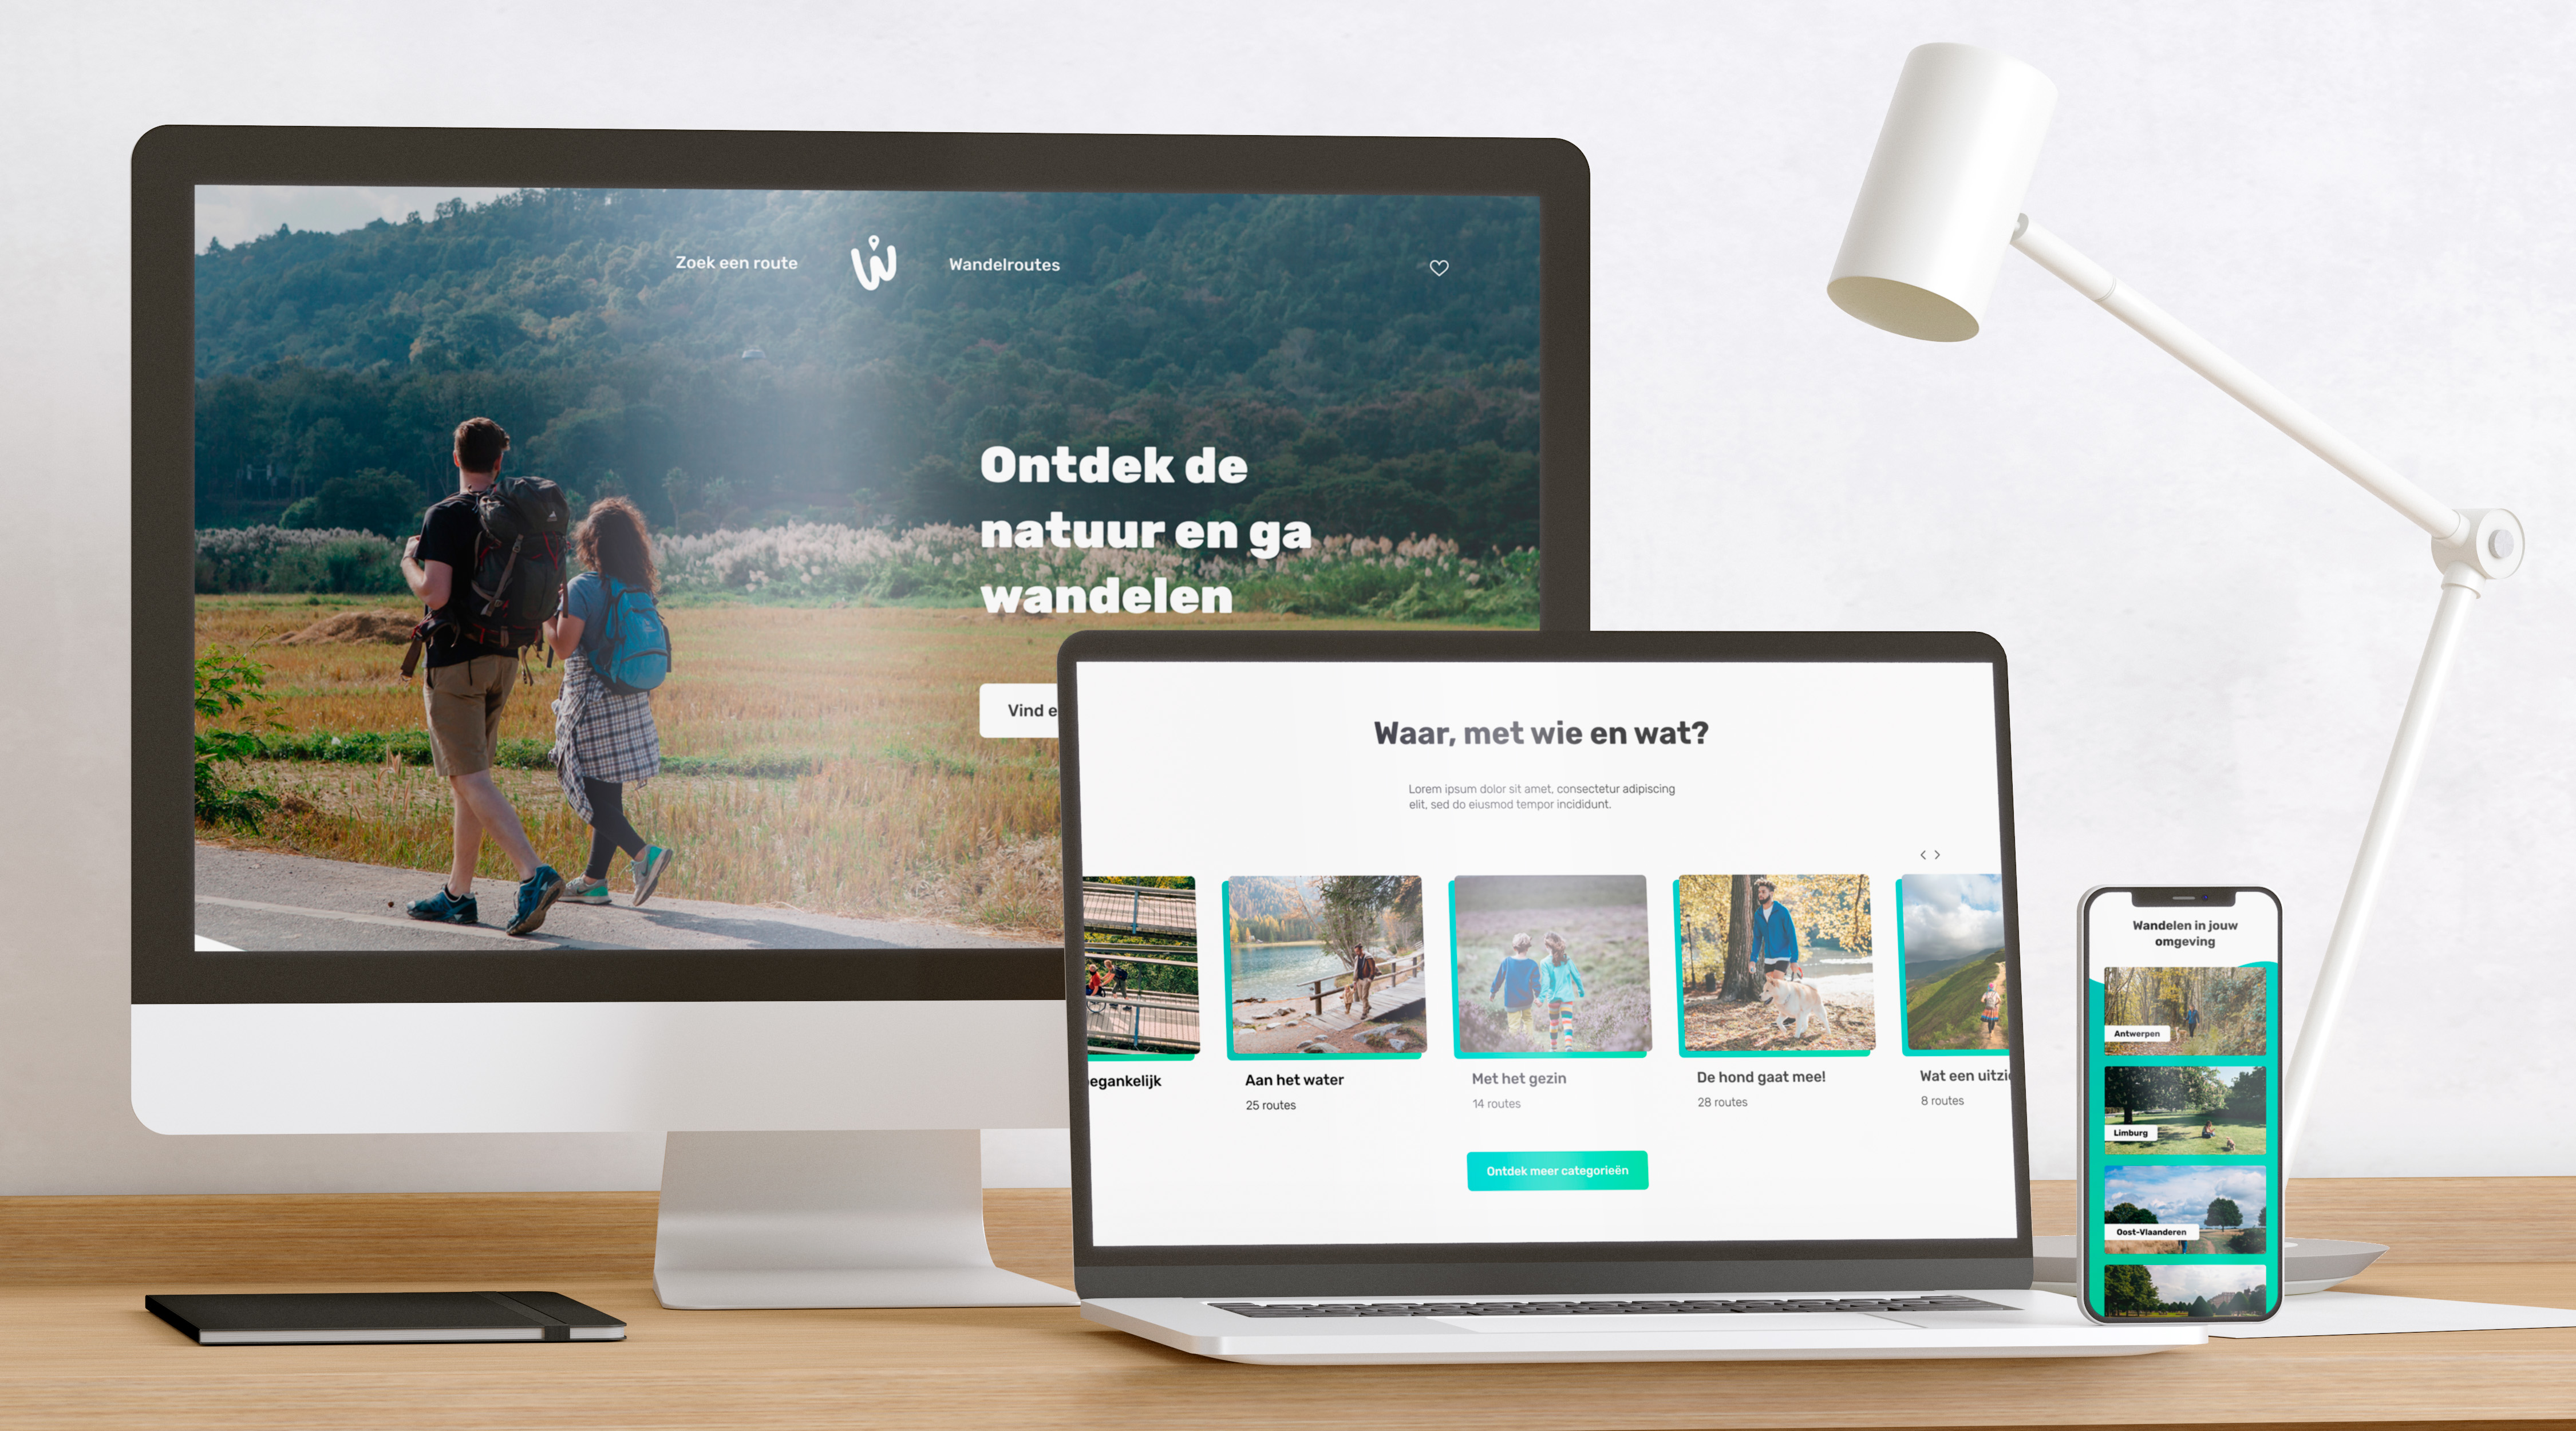 Zoek een route
Wandelroutes
Ontdek de
natuur en ga
wandelen
Vind
Waar, met wie en wat?
Lorem ipsum dolor sit amet, consectetur adipiscing
elit, sed do eiusmod tempor incididunt.
Aan het water
25 routes
Met het gezin
14 routes
De hond gaat mee!
28 routes
Wat een
8 routes
Ontdek meer categorieën
Wandelen in jouw
omgeving
Antwerpen
Limburg
Oost-Vlaanderen